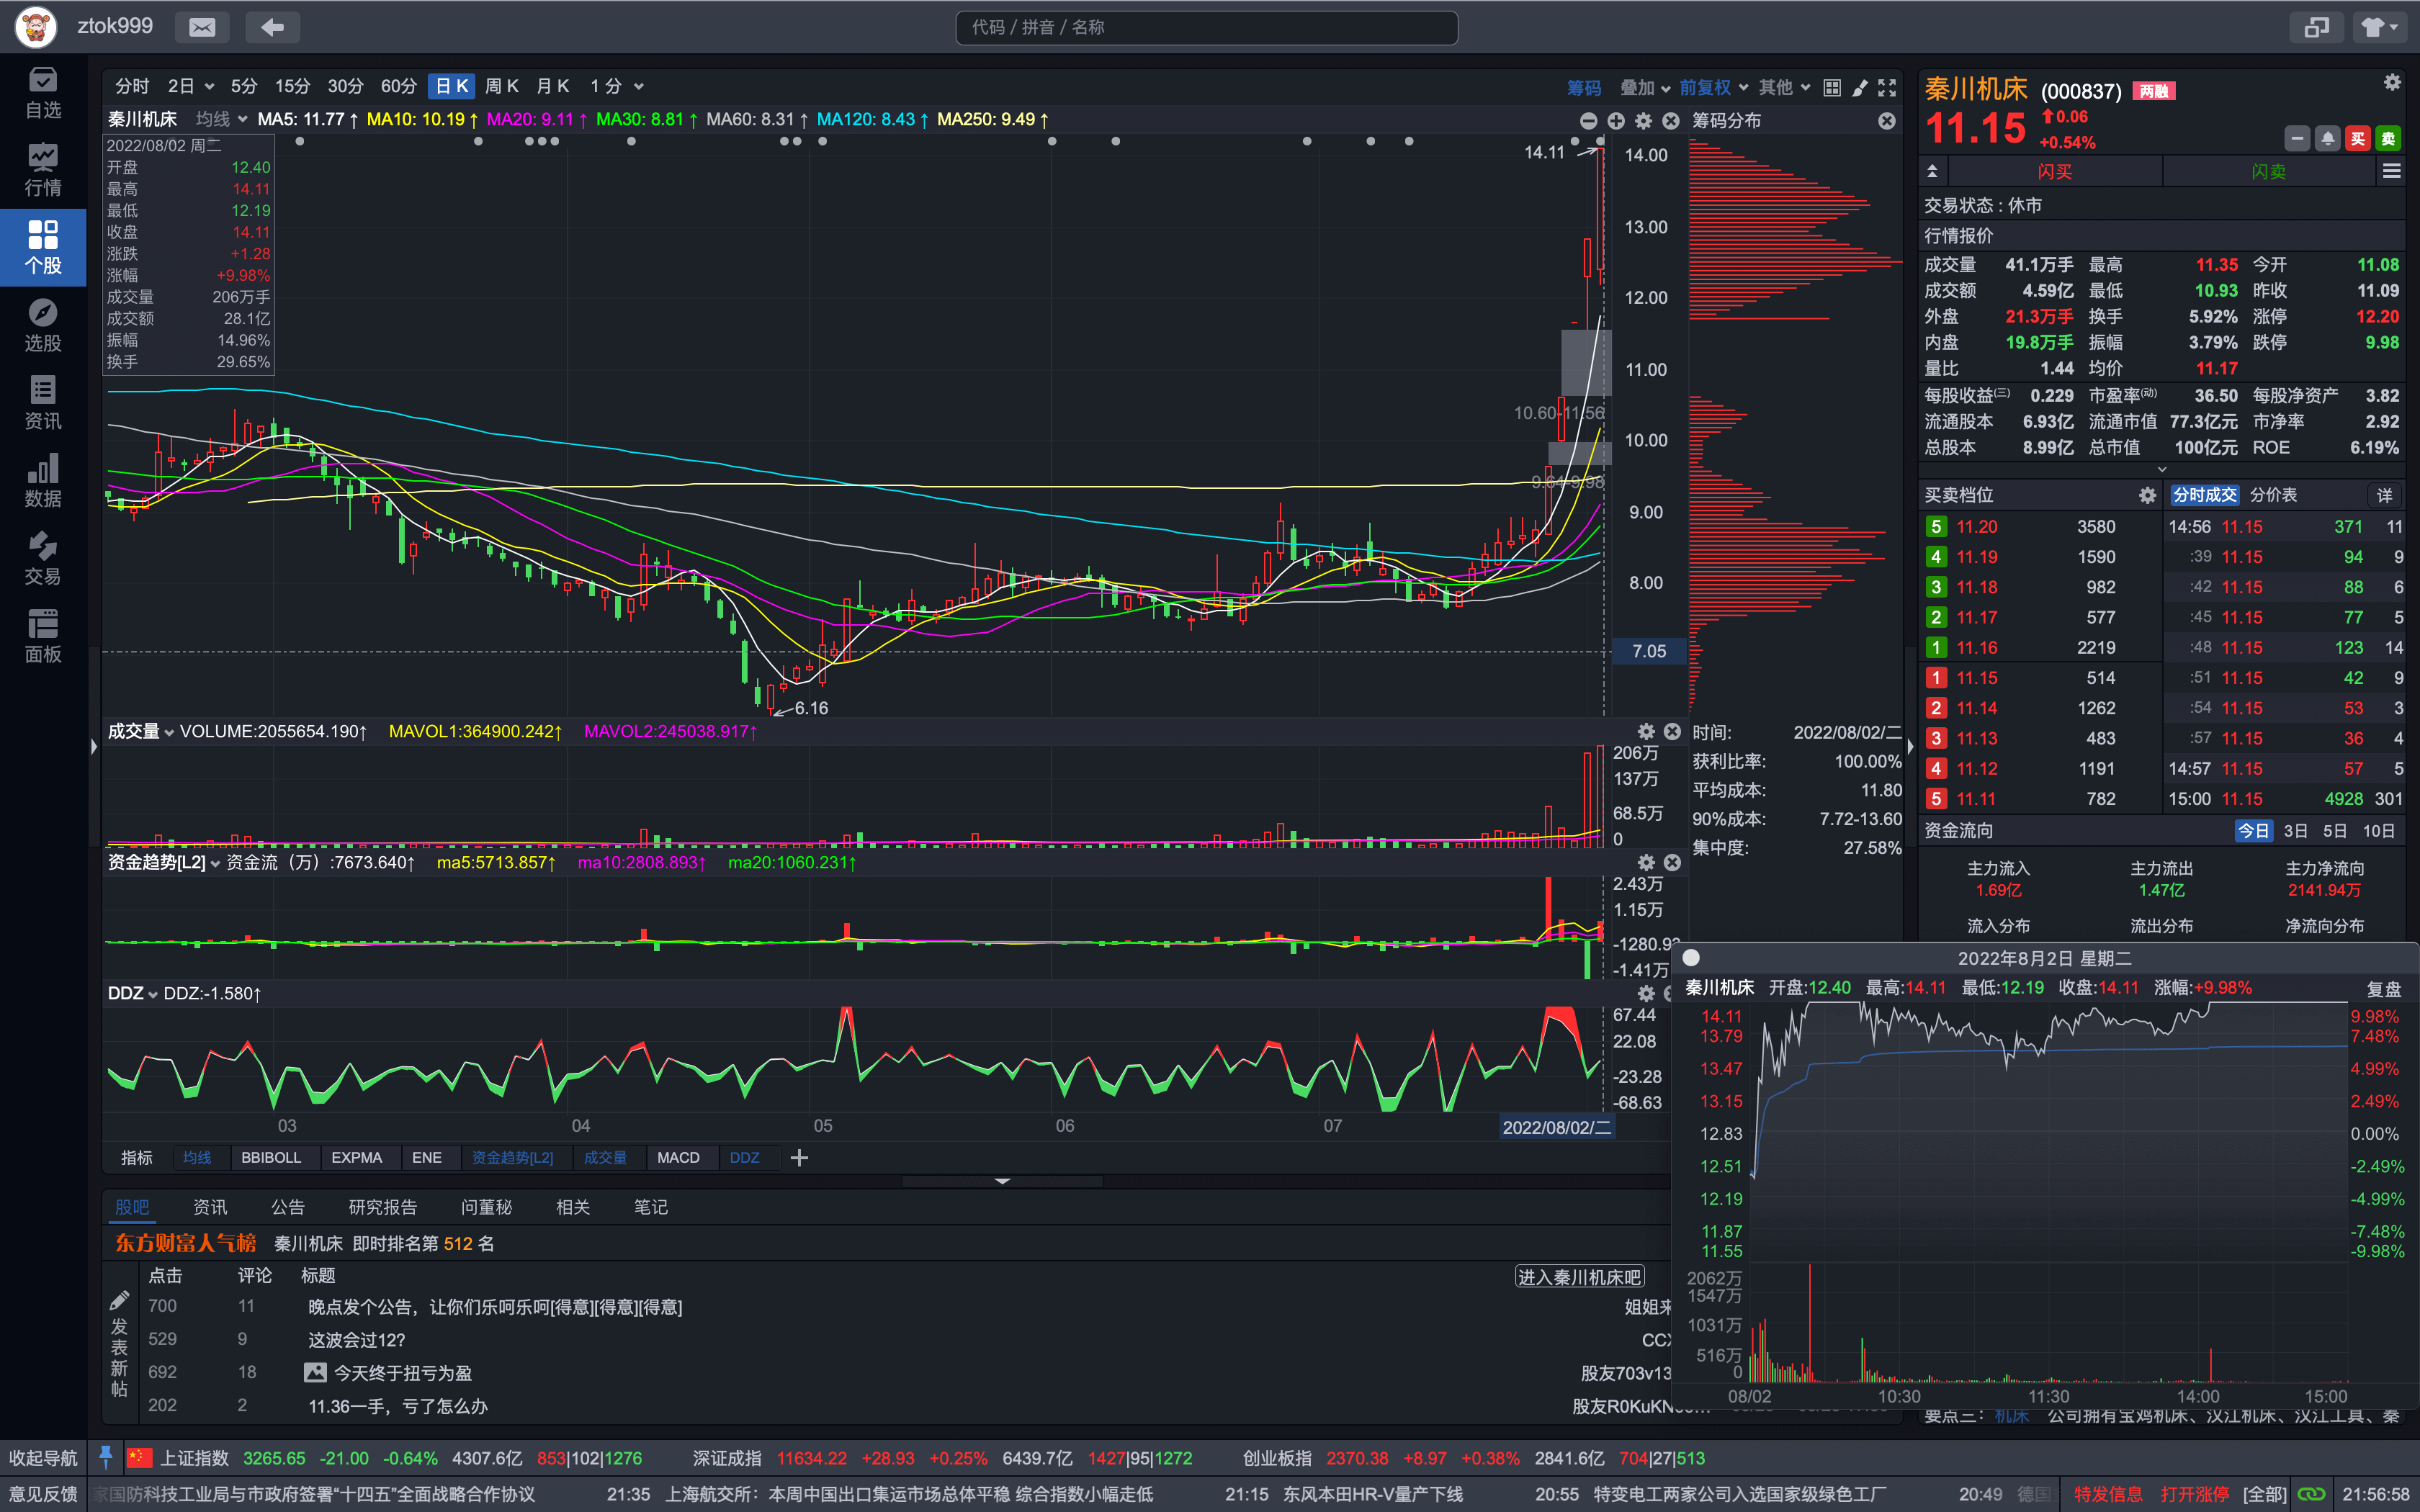 ztok999
代码 / 拼音 / 名称
自选
行情
个股
选股
资讯
数据
交易
面板
分时 2日 5分 15分 30分 60分 日K 周K 月K 1分 筹码 叠加 前复权 其他
秦川机床 均线 MA5: 11.77↑ MA10: 10.19↑ MA20: 9.11↑ MA30: 8.81↑ MA60: 8.31↑ MA120: 8.43↑ MA250: 9.49↑
筹码分布
2022/08/02 周二
开盘 12.40
最高 14.11
最低 12.19
收盘 14.11
涨跌 +1.28
涨幅 +9.98%
成交量 206万手
成交额 28.1亿
振幅 14.96%
换手 29.65%
14.11
14.00
13.00
12.00
11.00
10.60-11.56
10.00
9.64-9.98
9.00
8.00
7.05
6.16
成交量 VOLUME:2055654.190↑ MAVOL1:364900.242↑ MAVOL2:245038.917↑
206万
137万
68.5万
0
时间: 2022/08/02/二
获利比率: 100.00%
平均成本: 11.80
90%成本: 7.72-13.60
集中度: 27.58%
资金趋势[L2] 资金流（万）:7673.640↑ ma5:5713.857↑ ma10:2808.893↑ ma20:1060.231↑
2.43万
1.15万
-1.41万
DDZ DDZ:-1.580↑
67.44
22.08
-23.28
-68.63
03 04 05 06 07 2022/08/02/二
指标 均线 BBIBOLL EXPMA ENE 资金趋势[L2] 成交量 MACD DDZ
股吧 资讯 公告 研究报告 问董秘 相关 笔记
东方财富人气榜 秦川机床 即时排名第 512 名
点击 评论 标题 进入秦川机床吧
发表新帖
700 11 晚点发个公告，让你们乐呵乐呵[得意][得意][得意] 姐姐来
529 9 这波会过12？ CCX
692 18 今天终于扭亏为盈 股友703v13
202 2 11.36一手，亏了怎么办 股友R0KuKN
秦川机床 (000837) 两融
11.15 0.06
+0.54%
买 卖
闪买 闪卖
交易状态 : 休市
行情报价
成交量 41.1万手 最高 11.35 今开 11.08
成交额 4.59亿 最低 10.93 昨收 11.09
外盘 21.3万手 换手 5.92% 涨停 12.20
内盘 19.8万手 振幅 3.79% 跌停 9.98
量比 1.44 均价 11.17
每股收益(三) 0.229 市盈率(动) 36.50 每股净资产 3.82
流通股本 6.93亿 流通市值 77.3亿元 市净率 2.92
总股本 8.99亿 总市值 100亿元 ROE 6.19%
买卖档位 分时成交 分价表 详
5 11.20 3580 14:56 11.15 371 11
4 11.19 1590 :39 11.15 94 9
3 11.18 982 :42 11.15 88 6
2 11.17 577 :45 11.15 77 5
1 11.16 2219 :48 11.15 123 14
1 11.15 514 :51 11.15 42 9
2 11.14 1262 :54 11.15 53 3
3 11.13 483 :57 11.15 36 4
4 11.12 1191 14:57 11.15 57 5
5 11.11 782 15:00 11.15 4928 301
资金流向 今日 3日 5日 10日
主力流入 主力流出 主力净流向
1.69亿 1.47亿 2141.94万
流入分布 流出分布 净流向分布
2022年8月2日 星期二
秦川机床 开盘:12.40 最高:14.11 最低:12.19 收盘:14.11 涨幅:+9.98% 复盘
14.11 9.98%
13.79 7.48%
13.47 4.99%
13.15 2.49%
12.83 0.00%
12.51 -2.49%
12.19 -4.99%
11.87 -7.48%
11.55 -9.98%
2062万
1547万
1031万
516万
0
08/02 10:30 11:30 14:00 15:00
要点三： 机床 公司拥有宝鸡机床、汉江机床、汉江工具、秦
收起导航 上证指数 3265.65 -21.00 -0.64% 4307.6亿 853|102|1276 深证成指 11634.22 +28.93 +0.25% 6439.7亿 1427|95|1272 创业板指 2370.38 +8.97 +0.38% 2841.6亿 704|27|513
意见反馈 家国防科技工业局与市政府签署“十四五”全面战略合作协议 21:35 上海航交所：本周中国出口集运市场总体平稳 综合指数小幅走低 21:15 东风本田HR-V量产下线 20:55 特变电工两家公司入选国家级绿色工厂 20:49 德国 特发信息 打开涨停 [全部] 21:56:58